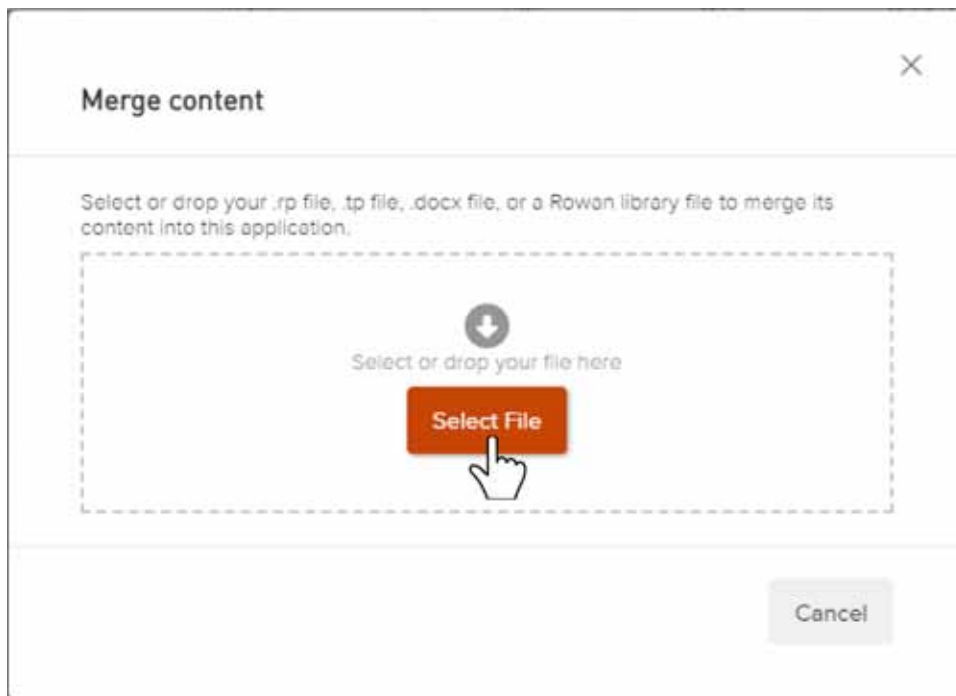 Merge content
Select or drop your .rp file, .tp file, .docx file, or a Rowan library file to merge its
content into this application.
Select or drop your file here
Select File
Cancel